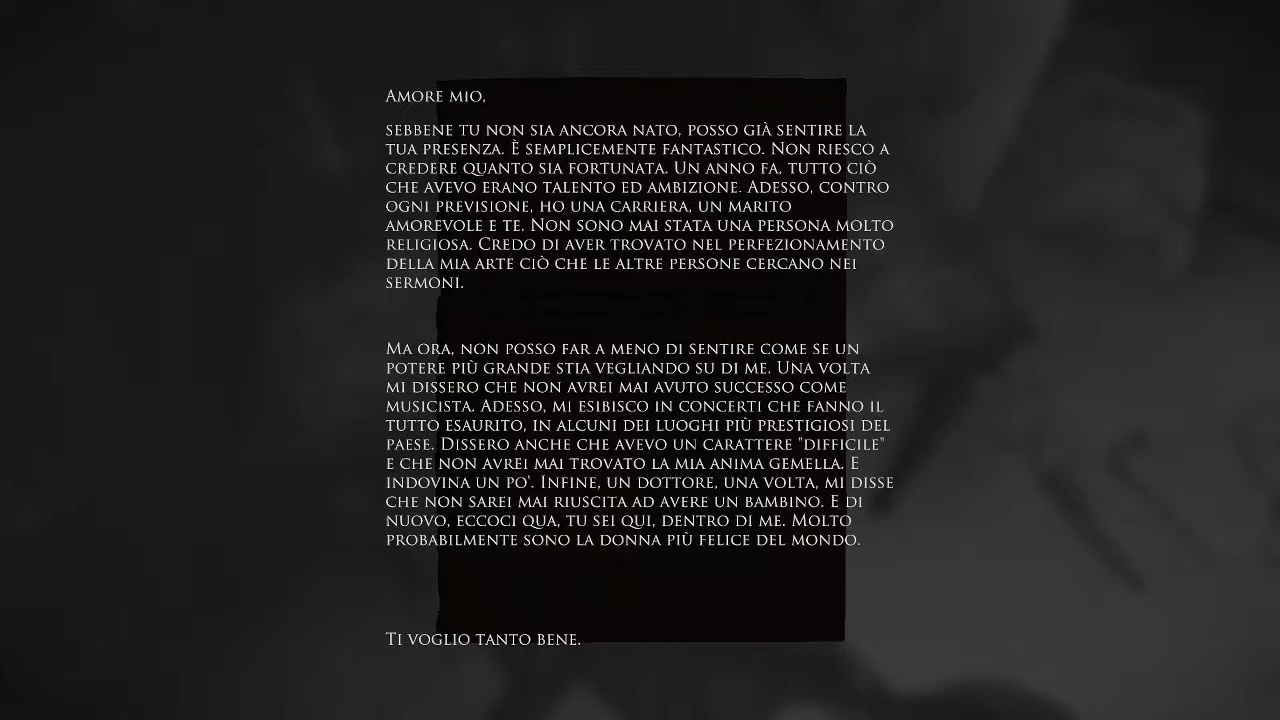 Amore mio,
sebbene tu non sia ancora nato, posso già sentire la
tua presenza. È semplicemente fantastico. Non riesco a
credere quanto sia fortunata. Un anno fa, tutto ciò
che avevo erano talento ed ambizione. Adesso, contro
ogni previsione, ho una carriera, un marito
amorevole e te. Non sono mai stata una persona molto
religiosa. Credo di aver trovato nel perfezionamento
della mia arte ciò che le altre persone cercano nei
sermoni.
Ma ora, non posso far a meno di sentire come se un
potere più grande stia vegliando su di me. Una volta
mi dissero che non avrei mai avuto successo come
musicista. Adesso, mi esibisco in concerti che fanno il
tutto esaurito, in alcuni dei luoghi più prestigiosi del
paese. Dissero anche che avevo un carattere "difficile"
e che non avrei mai trovato la mia anima gemella. E
indovina un po'. Infine, un dottore, una volta, mi disse
che non sarei mai riuscita ad avere un bambino. E di
nuovo, eccoci qua, tu sei qui, dentro di me. Molto
probabilmente sono la donna più felice del mondo.
Ti voglio tanto bene.